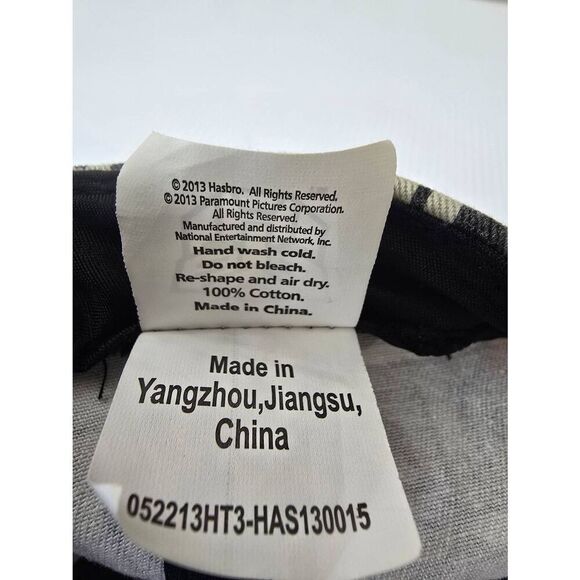 © 2013 Hasbro. All Rights Reserved.
© 2013 Paramount Pictures Corporation.
All Rights Reserved.
Manufactured and distributed by
National Entertainment Network, Inc.
Hand wash cold.
Do not bleach.
Re-shape and air dry.
100% Cotton.
Made in China.
Made in
Yangzhou,Jiangsu,
China
052213HT3-HAS130015